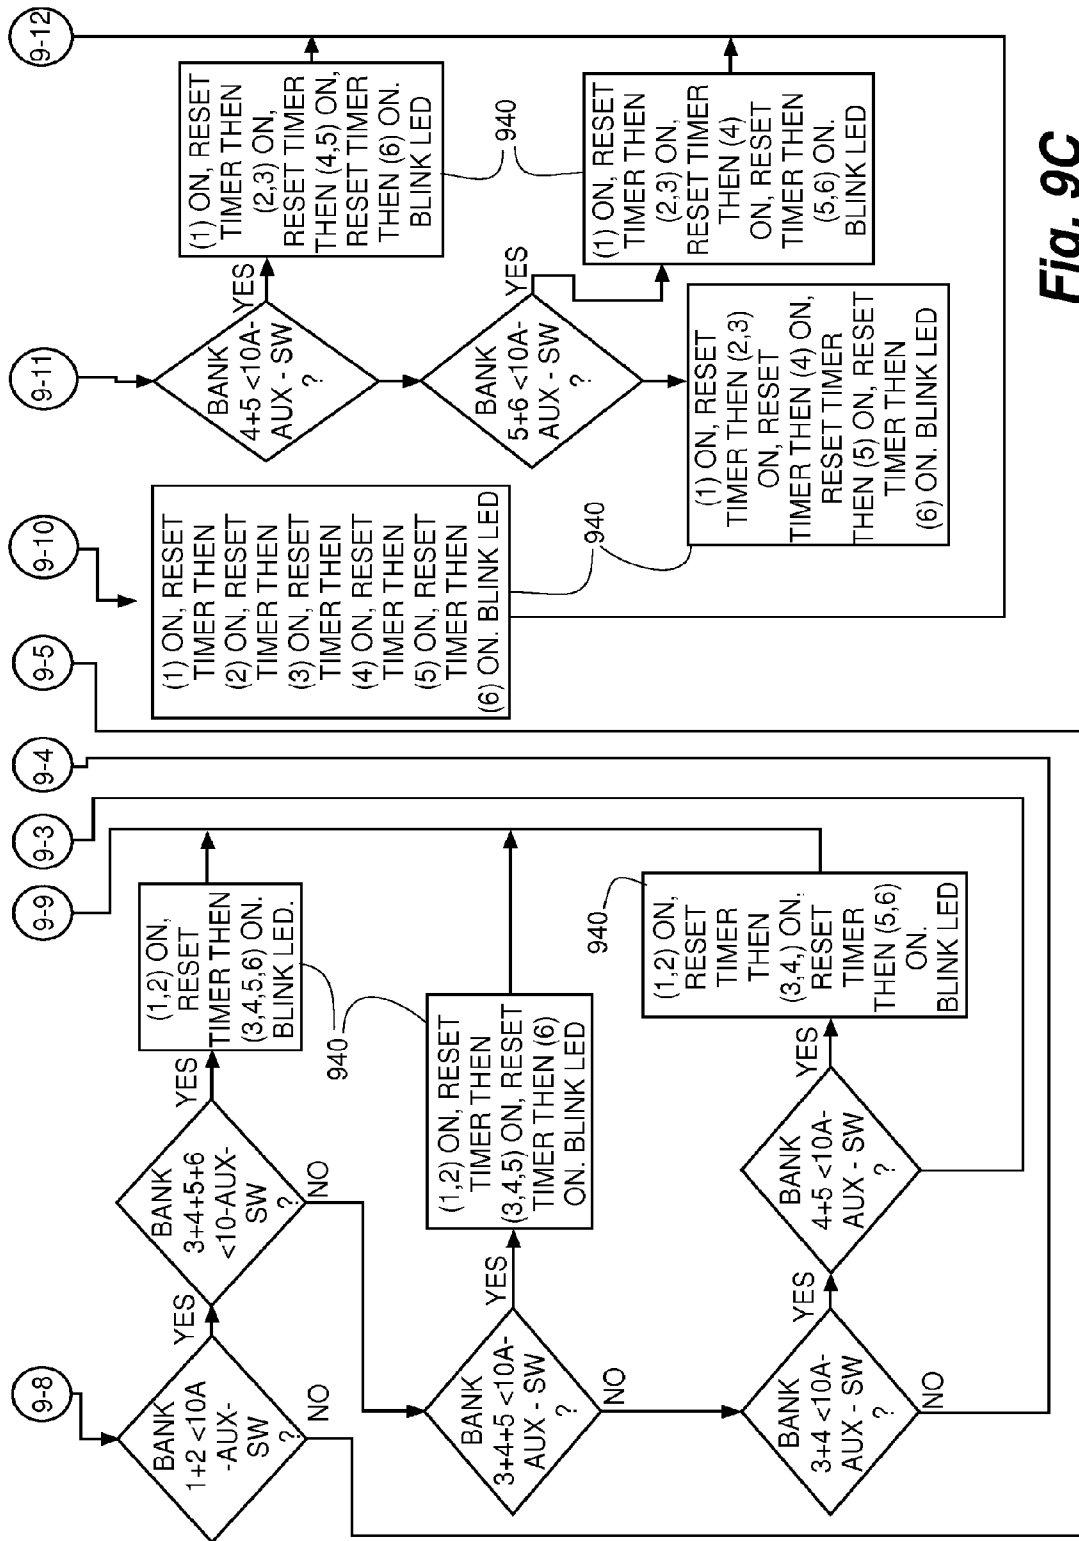 9-8
9-9
9-3
9-4
9-5
9-10
9-11
9-12
BANK
1+2 <10A
-AUX-
SW
?
YES
NO
BANK
3+4+5+6
<10-AUX-
SW
?
YES
NO
(1,2) ON,
RESET
TIMER THEN
(3,4,5,6) ON.
BLINK LED.
940
BANK
3+4+5 <10A-
AUX - SW
?
YES
NO
(1,2) ON, RESET
TIMER THEN
(3,4,5) ON, RESET
TIMER THEN (6)
ON. BLINK LED
BANK
3+4 <10A-
AUX - SW
?
YES
NO
BANK
4+5 <10A-
AUX - SW
?
YES
940
(1,2) ON,
RESET
TIMER
THEN
(3,4,) ON,
RESET
TIMER
THEN (5,6)
ON.
BLINK LED
(1) ON, RESET
TIMER THEN
(2) ON, RESET
TIMER THEN
(3) ON, RESET
TIMER THEN
(4) ON, RESET
TIMER THEN
(5) ON, RESET
TIMER THEN
(6) ON. BLINK LED
940
BANK
4+5 <10A-
AUX - SW
?
YES
(1) ON, RESET
TIMER THEN
(2,3) ON,
RESET TIMER
THEN (4,5) ON,
RESET TIMER
THEN (6) ON.
BLINK LED
940
BANK
5+6 <10A-
AUX - SW
?
YES
(1) ON, RESET
TIMER THEN
(2,3) ON,
RESET TIMER
THEN (4)
ON, RESET
TIMER THEN
(5,6) ON.
BLINK LED
(1) ON, RESET
TIMER THEN (2,3)
ON, RESET
TIMER THEN (4) ON,
RESET TIMER
THEN (5) ON, RESET
TIMER THEN
(6) ON. BLINK LED
Fig. 9C